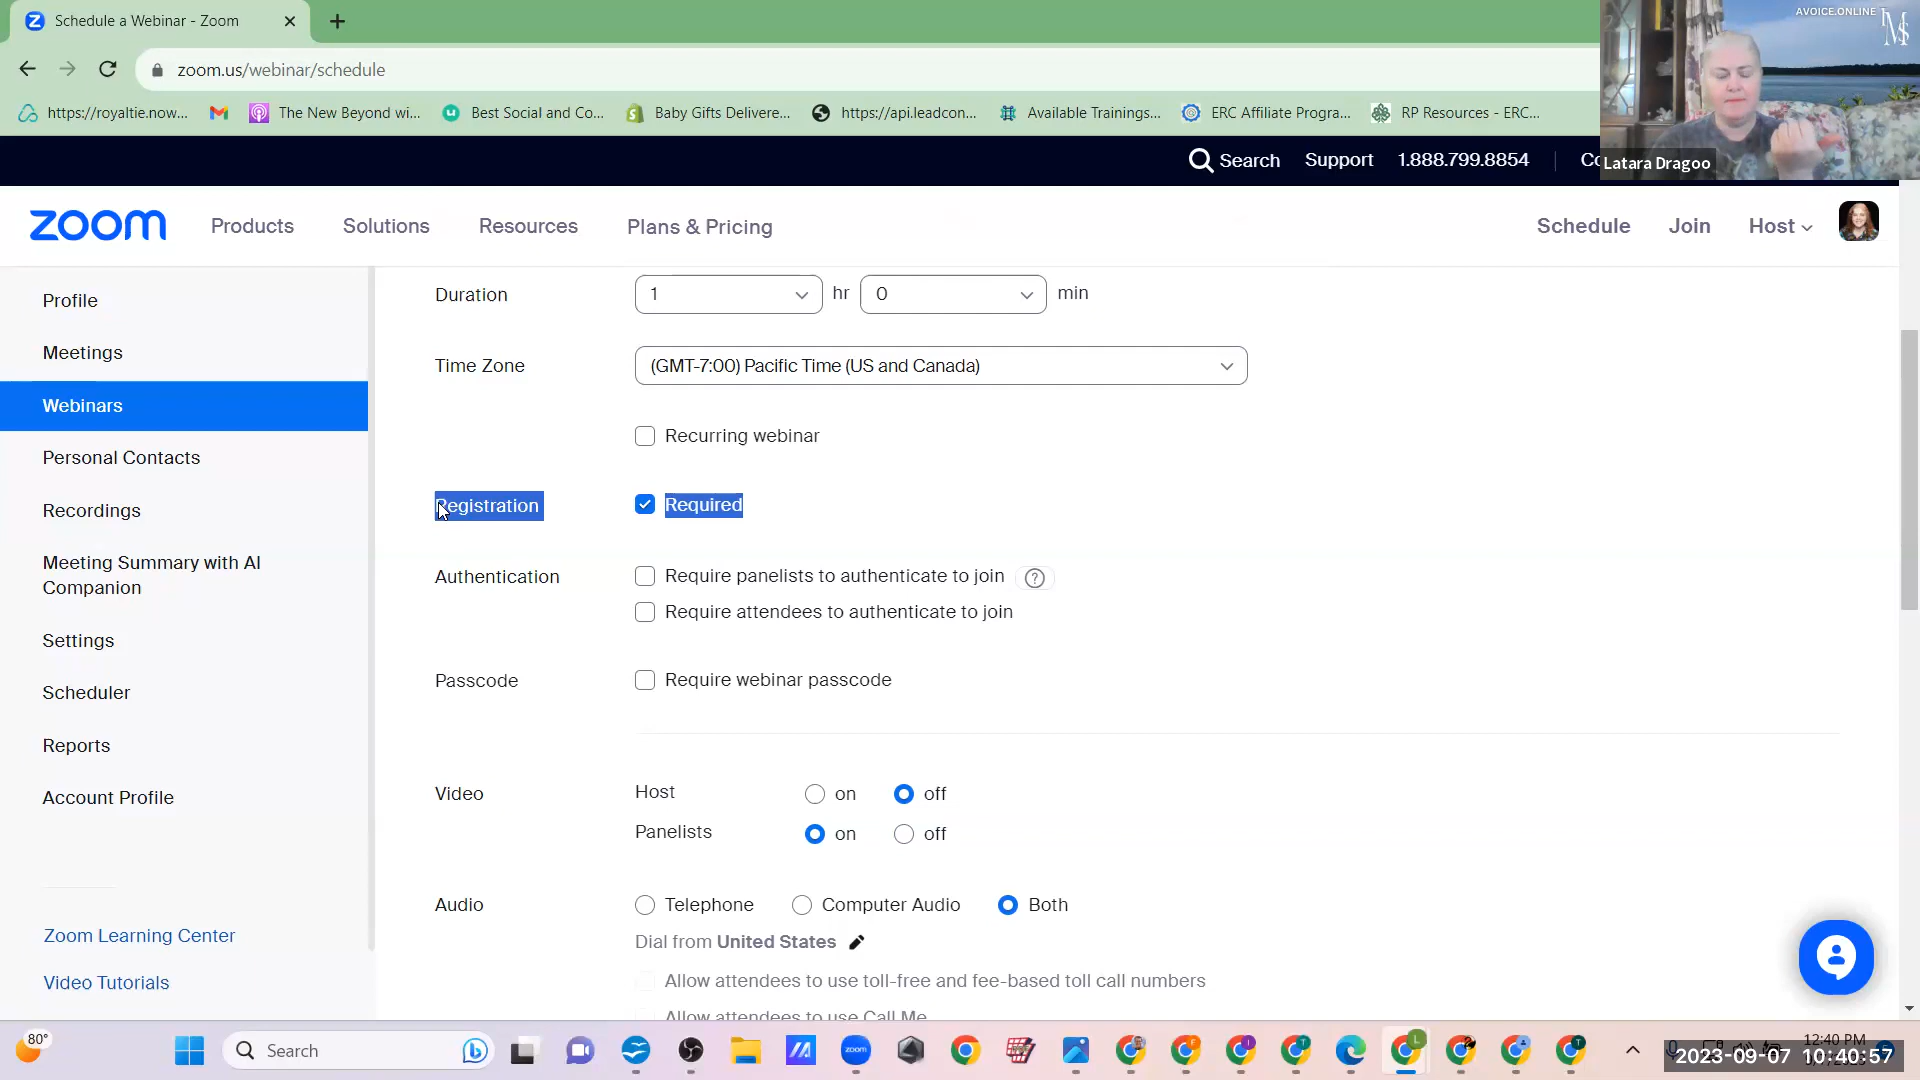 Schedule a Webinar - Zoom
zoom.us/webinar/schedule
https://royaltie.now...
The New Beyond wi...
Best Social and Co...
Baby Gifts Delivere...
https://api.leadcon...
Available Trainings...
ERC Affiliate Progra...
RP Resources - ERC...
AVOICE.ONLINE
Latara Dragoo
Search Support 1.888.799.8854 Co
zoom Products Solutions Resources Plans & Pricing Schedule Join Host
Profile
Meetings
Webinars
Personal Contacts
Recordings
Meeting Summary with AI
Companion
Settings
Scheduler
Reports
Account Profile
Zoom Learning Center
Video Tutorials
Duration 1 hr 0 min
Time Zone (GMT-7:00) Pacific Time (US and Canada)
Recurring webinar
Registration Required
Authentication Require panelists to authenticate to join ?
Require attendees to authenticate to join
Passcode Require webinar passcode
Video Host on off
Panelists on off
Audio Telephone Computer Audio Both
Dial from United States
Allow attendees to use toll-free and fee-based toll call numbers
Allow attendees to use Call Me
80°
Search
zoom
12:40 PM
2023-09-07 10:40:57